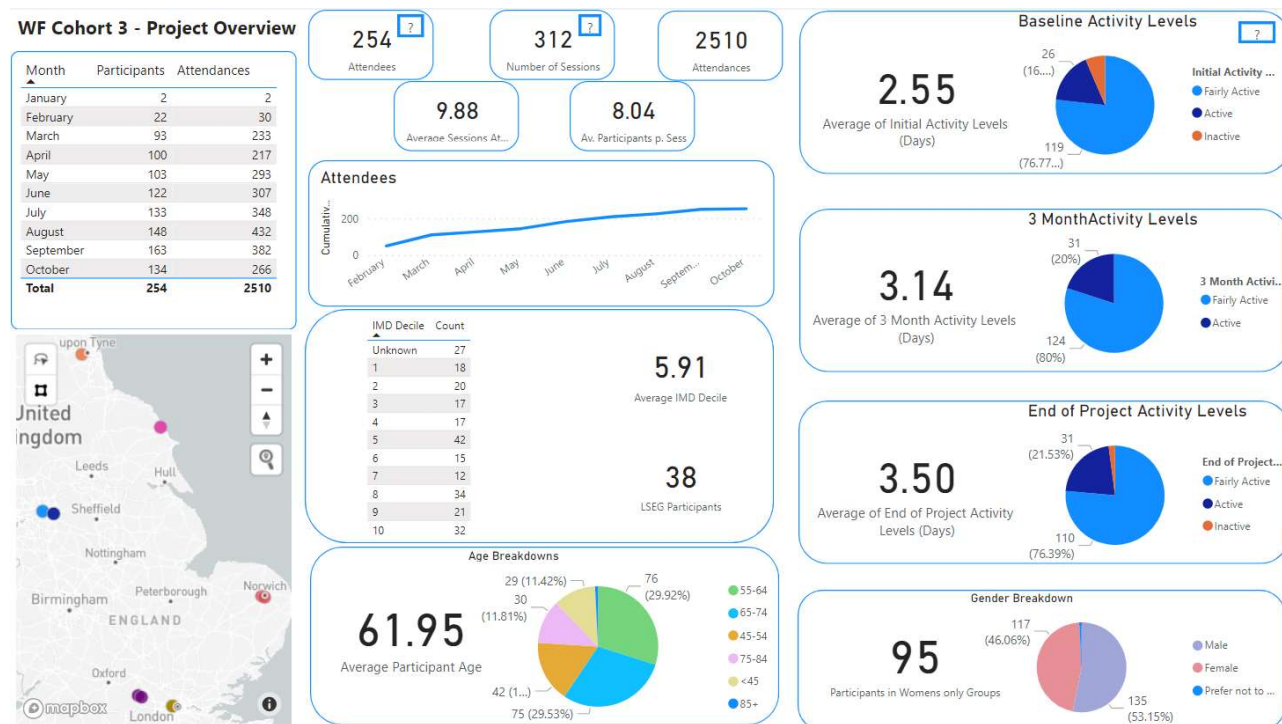 WF Cohort 3 - Project Overview
Month Participants Attendances
January 2 2
February 22 30
March 93 233
April 100 217
May 103 293
June 122 307
July 133 348
August 148 432
September 163 382
October 134 266
Total 254 2510
254
Attendees
?
312
Number of Sessions
?
2510
Attendances
9.88
Average Sessions At...
8.04
Av. Participants p. Sess
Attendees
Cumulativ...
200
0
February March April May June July August Septem... October
IMD Decile Count
Unknown 27
1 18
2 20
3 17
4 17
5 42
6 15
7 12
8 34
9 21
10 32
5.91
Average IMD Decile
38
LSEG Participants
Age Breakdowns
61.95
Average Participant Age
29 (11.42%)
30
(11.81%)
42 (1...)
75 (29.53%)
76
(29.92%)
55-64
65-74
45-54
75-84
<45
85+
Baseline Activity Levels
?
2.55
Average of Initial Activity Levels
(Days)
26
(16....)
119
(76.77...)
Initial Activity ...
Fairly Active
Active
Inactive
3 MonthActivity Levels
3.14
Average of 3 Month Activity Levels
(Days)
31
(20%)
124
(80%)
3 Month Activi...
Fairly Active
Active
End of Project Activity Levels
3.50
Average of End of Project Activity
Levels (Days)
31
(21.53%)
110
(76.39%)
End of Project...
Fairly Active
Active
Inactive
Gender Breakdown
95
Participants in Womens only Groups
117
(46.06%)
135
(53.15%)
Male
Female
Prefer not to ...
upon Tyne
United
ingdom
Leeds
Hull
Sheffield
Nottingham
Norwich
Peterborough
Birmingham
ENGLAND
Oxford
London
mapbox